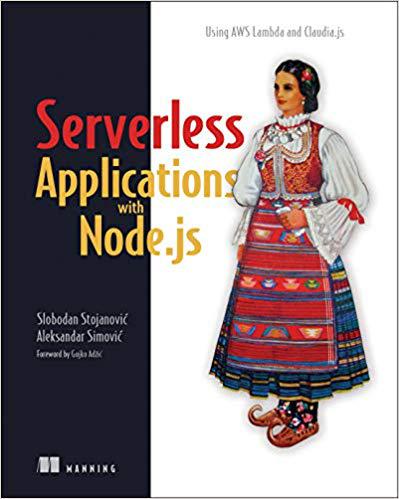 Using AWS Lambda and Claudia.js
Serverless
Applications
with
Node.js
Slobodan Stojanović
Aleksandar Simović
Foreword by Gojko Adžić
MANNING